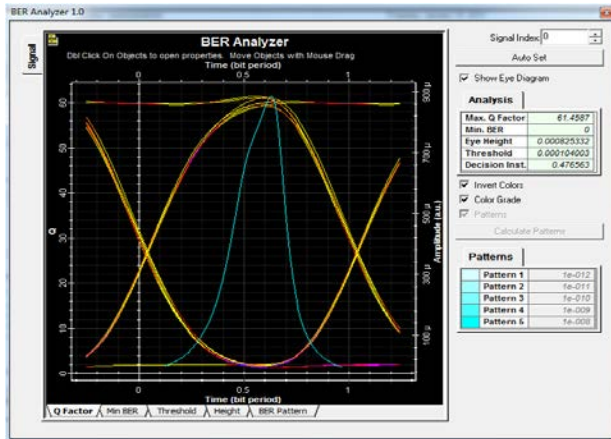 BER Analyzer 1.0
Signal
BER Analyzer
Dbl Click On Objects to open properties. Move Objects with Mouse Drag
Time (bit period)
0 0.5 1
Q
60
50
40
30
20
10
0
Amplitude (a.u.)
900 µ
700 µ
500 µ
300 µ
100 µ
0 0.5 1
Time (bit period)
Q Factor Min BER Threshold Height BER Pattern
Signal Index: 0
Auto Set
Show Eye Diagram
Analysis
Max. Q Factor 61.4587
Min. BER 0
Eye Height 0.000825332
Threshold 0.000104003
Decision Inst. 0.476563
Invert Colors
Color Grade
Patterns
Calculate Patterns
Patterns
Pattern 1 1e-012
Pattern 2 1e-011
Pattern 3 1e-010
Pattern 4 1e-009
Pattern 5 1e-008